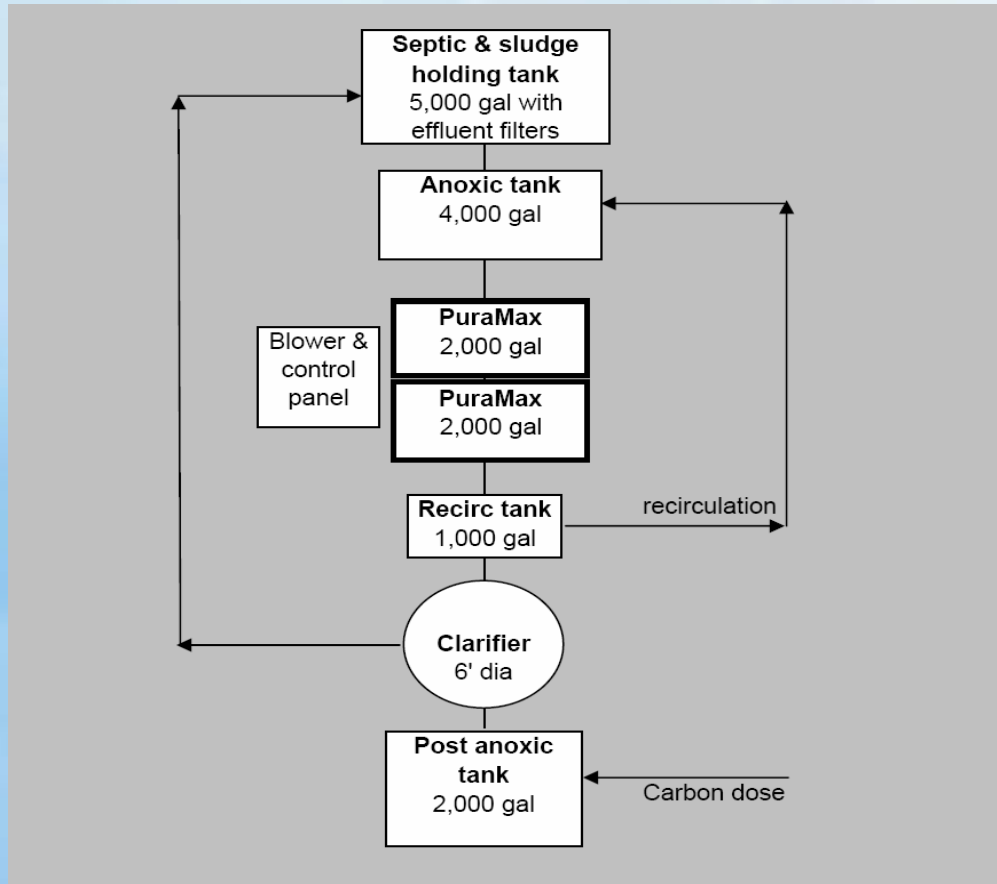 Septic & sludge
holding tank
5,000 gal with
effluent filters
Anoxic tank
4,000 gal
PuraMax
2,000 gal
Blower &
control
panel
PuraMax
2,000 gal
Recirc tank
1,000 gal
recirculation
Clarifier
6' dia
Post anoxic
tank
2,000 gal
Carbon dose